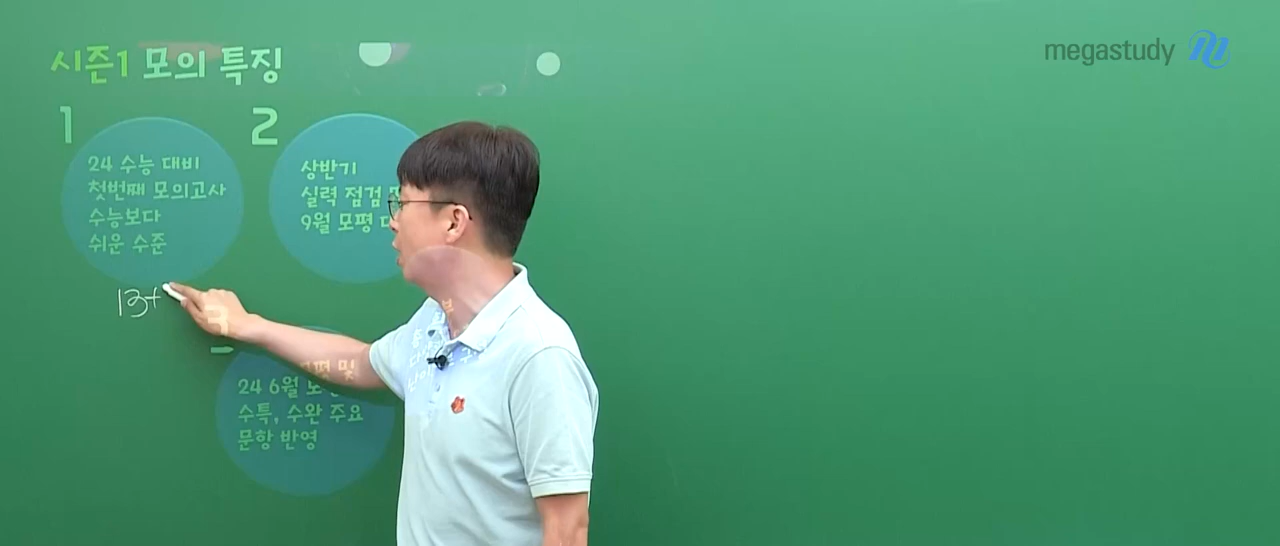 시즌1 모의 특징
megastudy
1
24 수능 대비
첫번째 모의고사
수능보다
쉬운 수준
13+
2
상반기
실력 점검
9월 모평
3
24 6월
수특, 수완 주요
문항 반영